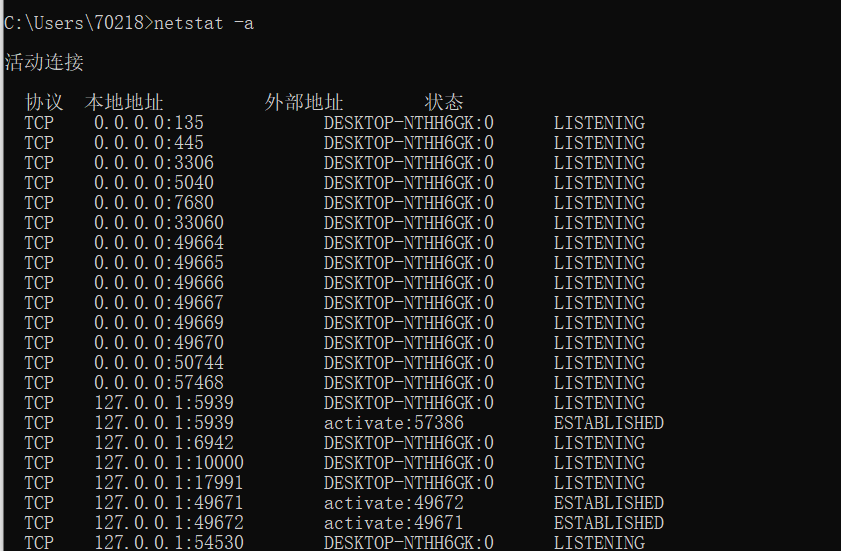 C:\Users\70218>netstat -a
活动连接
协议 本地地址 外部地址 状态
TCP 0.0.0.0:135 DESKTOP-NTHH6GK:0 LISTENING
TCP 0.0.0.0:445 DESKTOP-NTHH6GK:0 LISTENING
TCP 0.0.0.0:3306 DESKTOP-NTHH6GK:0 LISTENING
TCP 0.0.0.0:5040 DESKTOP-NTHH6GK:0 LISTENING
TCP 0.0.0.0:7680 DESKTOP-NTHH6GK:0 LISTENING
TCP 0.0.0.0:33060 DESKTOP-NTHH6GK:0 LISTENING
TCP 0.0.0.0:49664 DESKTOP-NTHH6GK:0 LISTENING
TCP 0.0.0.0:49665 DESKTOP-NTHH6GK:0 LISTENING
TCP 0.0.0.0:49666 DESKTOP-NTHH6GK:0 LISTENING
TCP 0.0.0.0:49667 DESKTOP-NTHH6GK:0 LISTENING
TCP 0.0.0.0:49669 DESKTOP-NTHH6GK:0 LISTENING
TCP 0.0.0.0:49670 DESKTOP-NTHH6GK:0 LISTENING
TCP 0.0.0.0:50744 DESKTOP-NTHH6GK:0 LISTENING
TCP 0.0.0.0:57468 DESKTOP-NTHH6GK:0 LISTENING
TCP 127.0.0.1:5939 DESKTOP-NTHH6GK:0 LISTENING
TCP 127.0.0.1:5939 activate:57386 ESTABLISHED
TCP 127.0.0.1:6942 DESKTOP-NTHH6GK:0 LISTENING
TCP 127.0.0.1:10000 DESKTOP-NTHH6GK:0 LISTENING
TCP 127.0.0.1:17991 DESKTOP-NTHH6GK:0 LISTENING
TCP 127.0.0.1:49671 activate:49672 ESTABLISHED
TCP 127.0.0.1:49672 activate:49671 ESTABLISHED
TCP 127.0.0.1:54530 DESKTOP-NTHH6GK:0 LISTENING